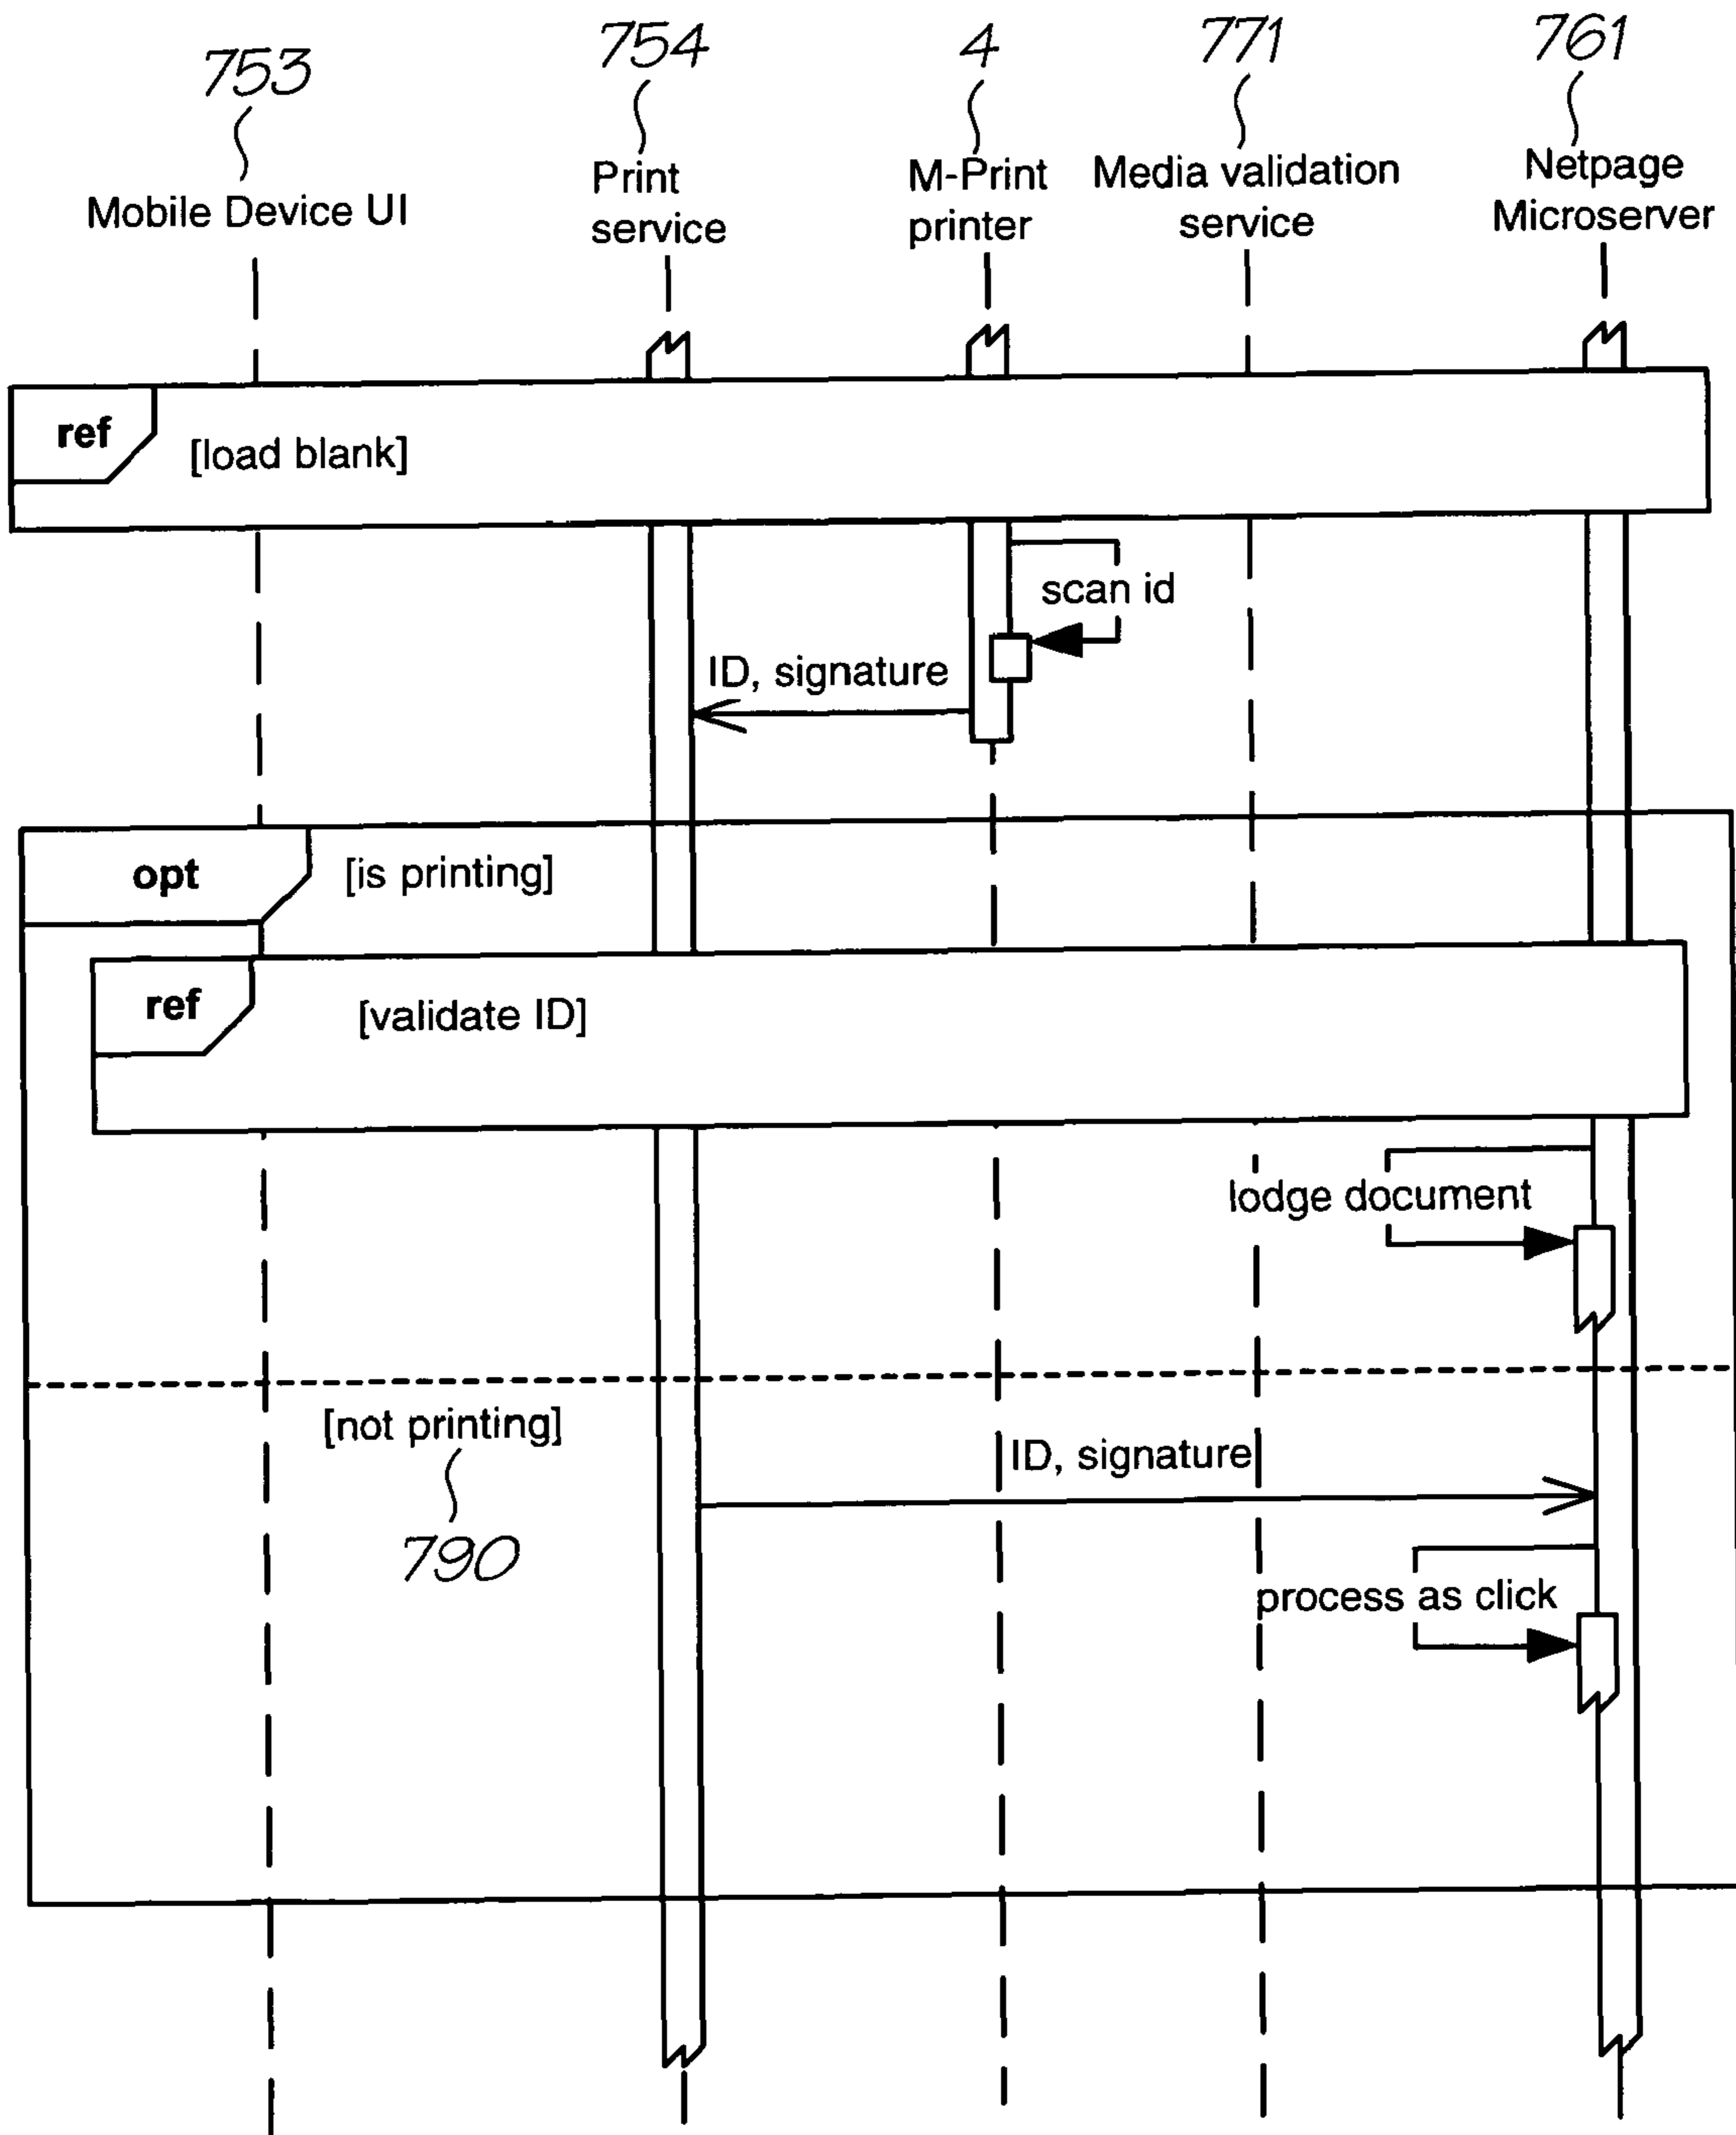 753
754
4
771
761
Mobile Device UI
Print
service
M-Print
printer
Media validation
service
Netpage
Microserver
ref
[load blank]
scan id
ID, signature
opt
[is printing]
ref
[validate ID]
lodge document
[not printing]
790
ID, signature
process as click